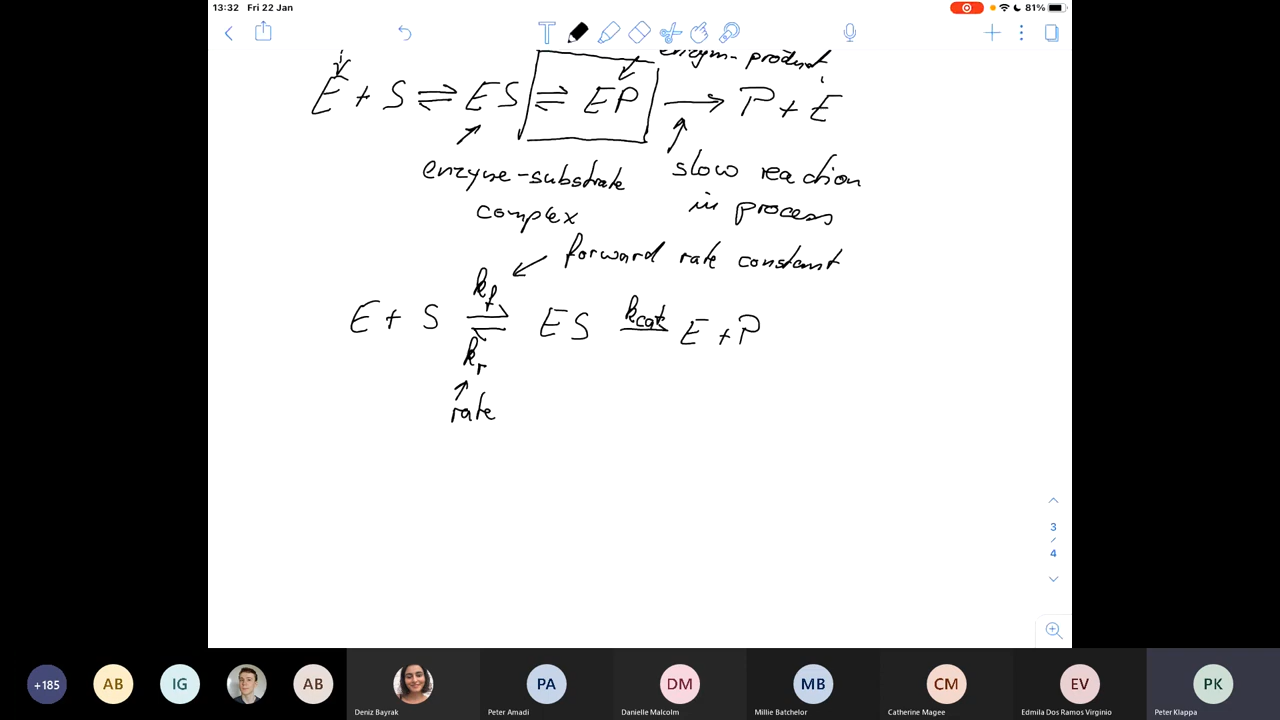 13:32 Fri 22 Jan
81%
T
enzym-product
E + S ⇌ ES ⇌ EP → P + E
enzyme-substrate complex
slow reaction in process
forward rate constant
kf
E + S ⇌ ES kcat E + P
kr
rate
3
/
4
+185
AB
IG
AB
PA
DM
MB
CM
EV
PK
Deniz Bayrak
Peter Amadi
Danielle Malcolm
Millie Batchelor
Catherine Magee
Edmila Dos Ramos Virginio
Peter Klappa